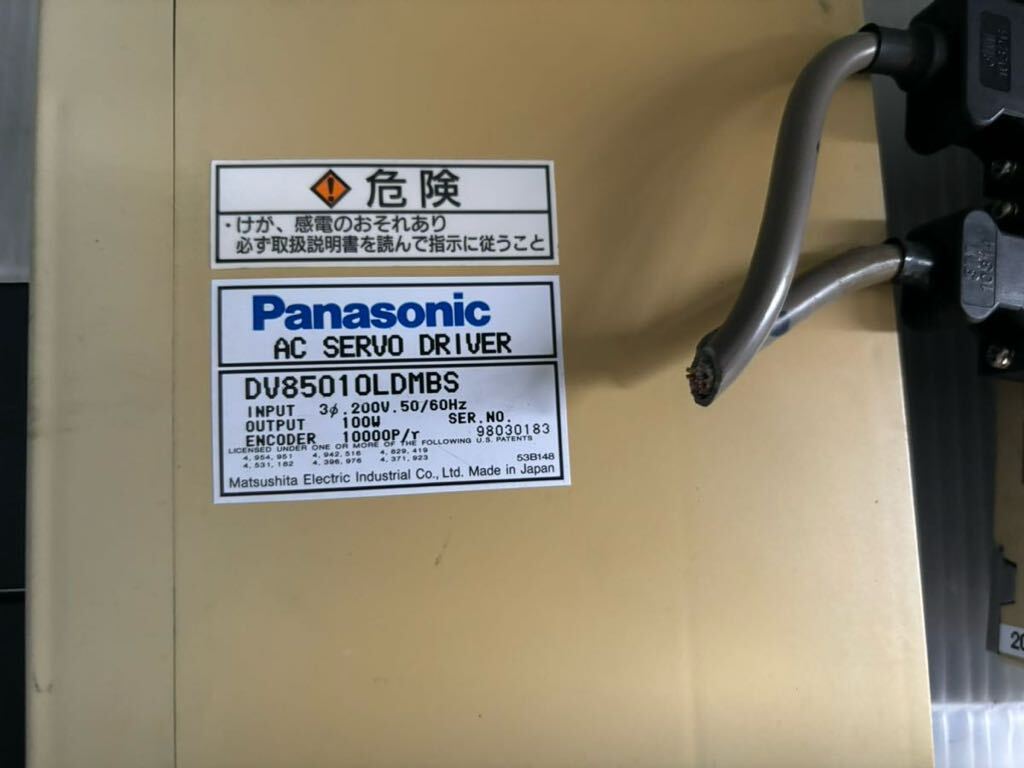 危険
・けが、感電のおそれあり
必ず取扱説明書を読んで指示に従うこと
Panasonic
AC SERVO DRIVER
DV85010LDMBS
INPUT 3φ.200V.50/60Hz
OUTPUT 100W SER.NO.
ENCODER 10000P/r 98030183
LICENSED UNDER ONE OR MORE OF THE FOLLOWING U.S. PATENTS
4,954,951 4,942,516 4,829,419
4,531,182 4,396,976 4,371,923
53B148
Matsushita Electric Industrial Co., Ltd. Made in Japan
20